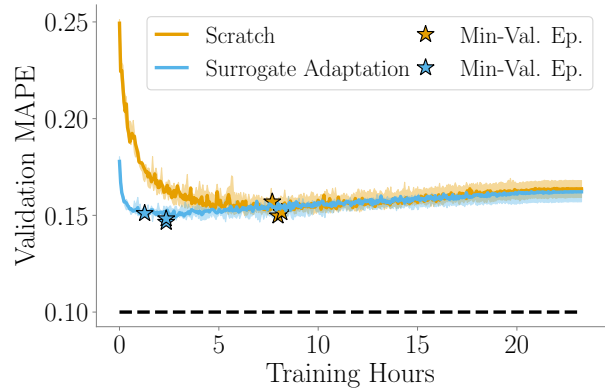 Scratch
Min-Val. Ep.
Surrogate Adaptation
Min-Val. Ep.
Validation MAPE
0.25
0.20
0.15
0.10
0 5 10 15 20
Training Hours